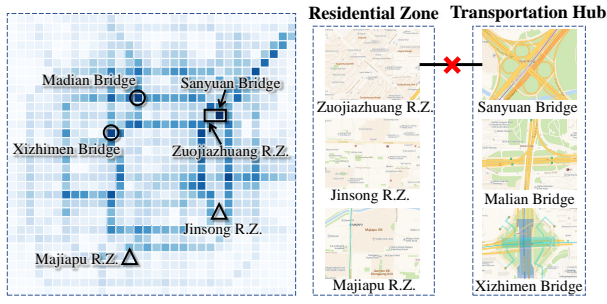 Residential Zone
Transportation Hub
Madian Bridge
Sanyuan Bridge
Xizhimen Bridge
Zuojiazhuang R.Z.
Jinsong R.Z.
Majiapu R.Z.
Zuojiazhuang R.Z.
Sanyuan Bridge
Jinsong R.Z.
Malian Bridge
Majiapu R.Z.
Xizhimen Bridge